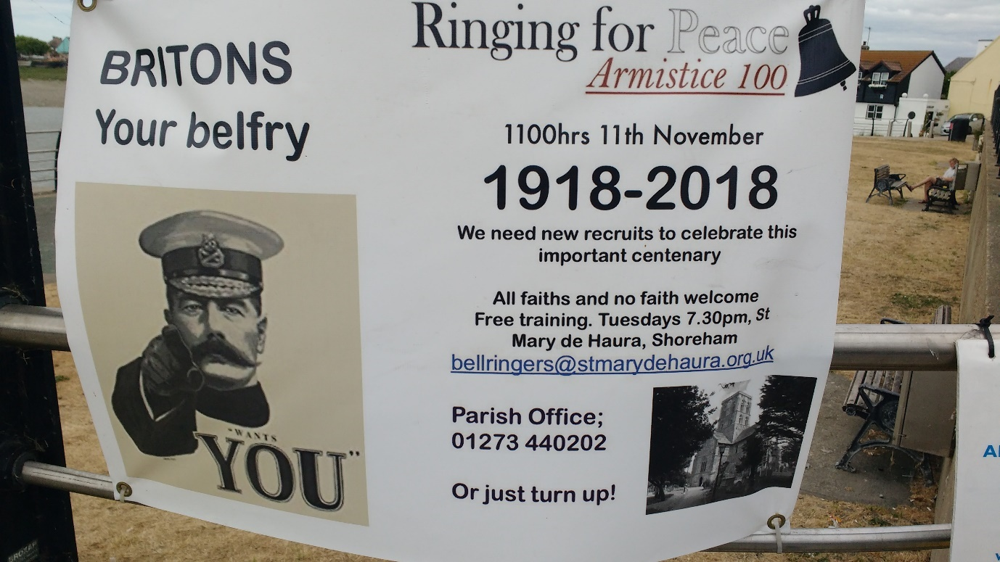 BRITONS
Your belfry
"WANTS
YOU"
Ringing for Peace
Armistice 100
1100hrs 11th November
1918-2018
We need new recruits to celebrate this
important centenary
All faiths and no faith welcome
Free training. Tuesdays 7.30pm, St
Mary de Haura, Shoreham
bellringers@stmarydehaura.org.uk
Parish Office;
01273 440202
Or just turn up!